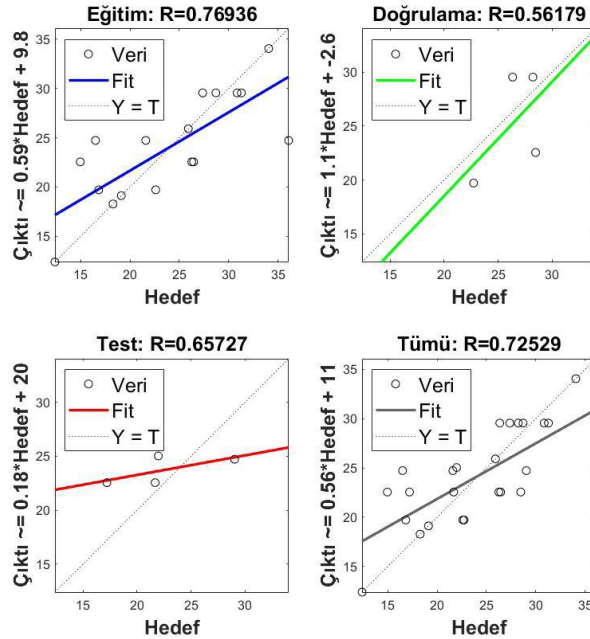 Eğitim: R=0.76936
Çıktı ~= 0.59*Hedef + 9.8
35
30
25
20
15
Veri
Fit
Y = T
15 20 25 30 35
Hedef
Doğrulama: R=0.56179
Çıktı ~= 1.1*Hedef + -2.6
30
25
20
15
Veri
Fit
Y = T
15 20 25 30
Hedef
Test: R=0.65727
Çıktı ~= 0.18*Hedef + 20
30
25
20
15
Veri
Fit
Y = T
15 20 25 30
Hedef
Tümü: R=0.72529
Çıktı ~= 0.56*Hedef + 11
35
30
25
20
15
Veri
Fit
Y = T
15 20 25 30 35
Hedef